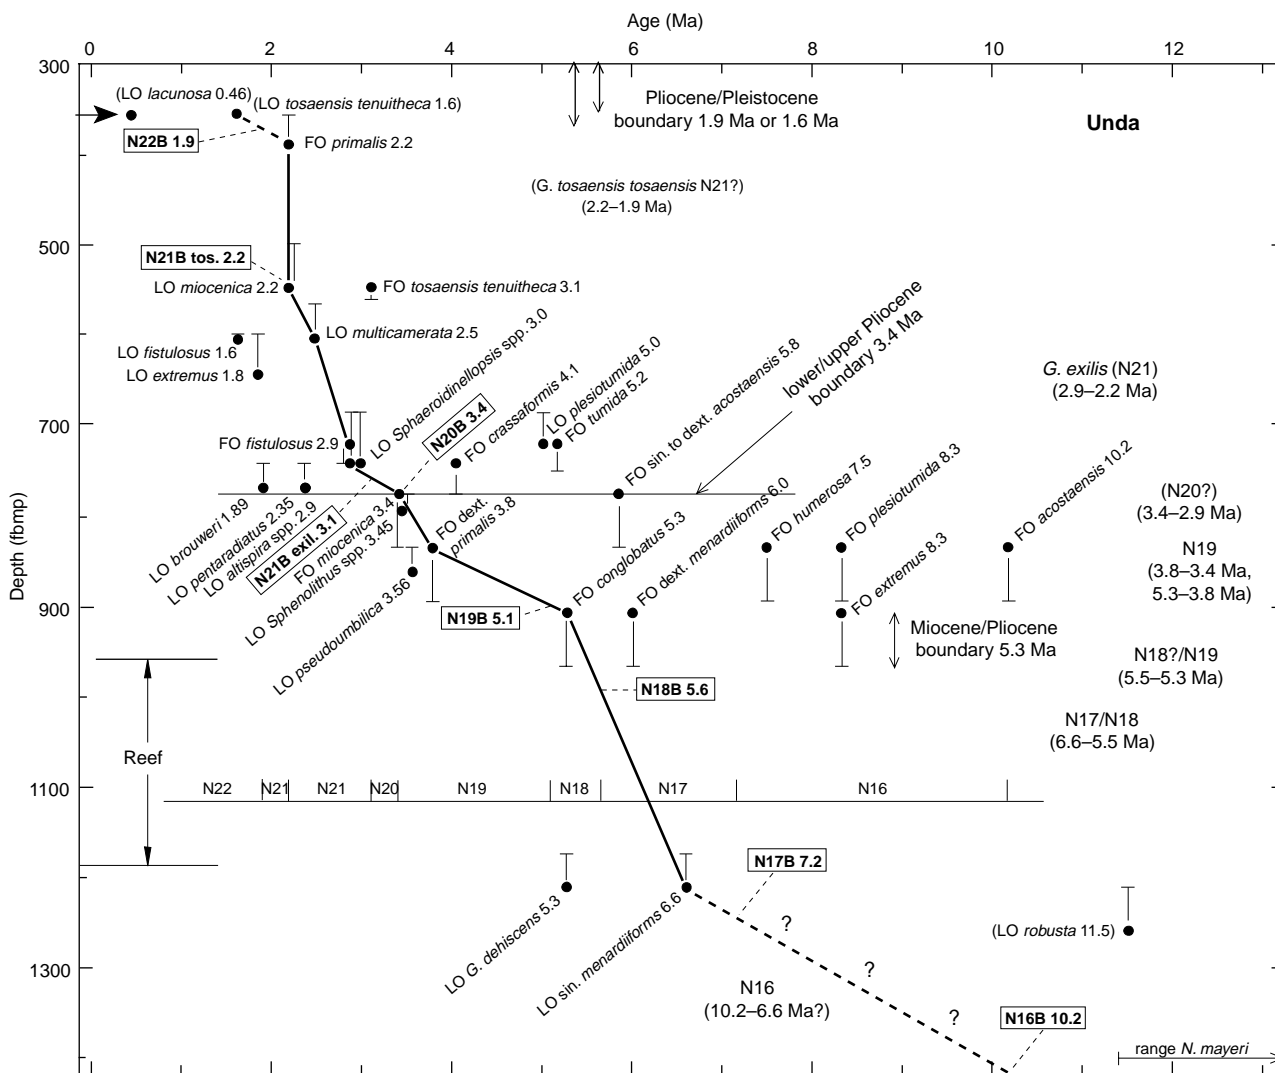 Age (Ma)
0 2 4 6 8 10 12
300
(LO lacunosa 0.46)
(LO tosaensis tenuitheca 1.6)
Pliocene/Pleistocene
boundary 1.9 Ma or 1.6 Ma
Unda
N22B 1.9
FO primalis 2.2
(G. tosaensis tosaensis N21?)
(2.2–1.9 Ma)
500
N21B tos. 2.2
LO miocenica 2.2
FO tosaensis tenuitheca 3.1
LO multicamerata 2.5
LO fistulosus 1.6
LO extremus 1.8
lower/upper Pliocene
boundary 3.4 Ma
G. exilis (N21)
(2.9–2.2 Ma)
700
FO fistulosus 2.9
LO Sphaeroidinellopsis spp. 3.0
N20B 3.4
FO crassaformis 4.1
LO plesiotumida 5.0
FO tumida 5.2
FO sin. to dext. acostaensis 5.8
LO brouweri 1.89
LO pentaradiatus 2.35
LO altispira spp. 2.9
N21B exil. 3.1
FO miocenica 3.4
LO Sphenolithus spp. 3.45
LO pseudoumbilica 3.56
FO dext.
primalis 3.8
FO conglobatus 5.3
FO dext. menardiiforms 6.0
FO humerosa 7.5
FO plesiotumida 8.3
FO extremus 8.3
FO acostaensis 10.2
(N20?)
(3.4–2.9 Ma)
N19
(3.8–3.4 Ma,
5.3–3.8 Ma)
Depth (fbmp)
900
N19B 5.1
Miocene/Pliocene
boundary 5.3 Ma
N18?/N19
(5.5–5.3 Ma)
N18B 5.6
N17/N18
(6.6–5.5 Ma)
Reef
1100
N22 N21 N21 N20 N19 N18 N17 N16
N17B 7.2
LO G. dehiscens 5.3
LO sin. menardiiforms 6.6
?
(LO robusta 11.5)
1300
?
N16
(10.2–6.6 Ma?)
?
N16B 10.2
range N. mayeri